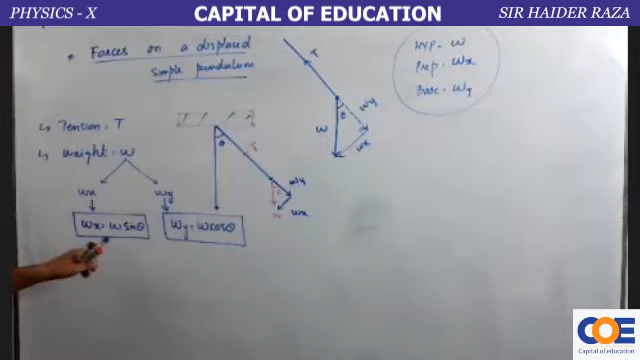 PHYSICS - X
CAPITAL OF EDUCATION
SIR HAIDER RAZA
* Forces on a displaced
simple pendulum
↳ Tension = T
↳ Weight = W
Wx
Wy
Wx = W sinθ
Wy = W cosθ
θ
T
θ
Wy
Wx
W
T
θ
Wy
W
Wx
HYP = W
Prep = Wx
Base = Wy
COE
Capital of education